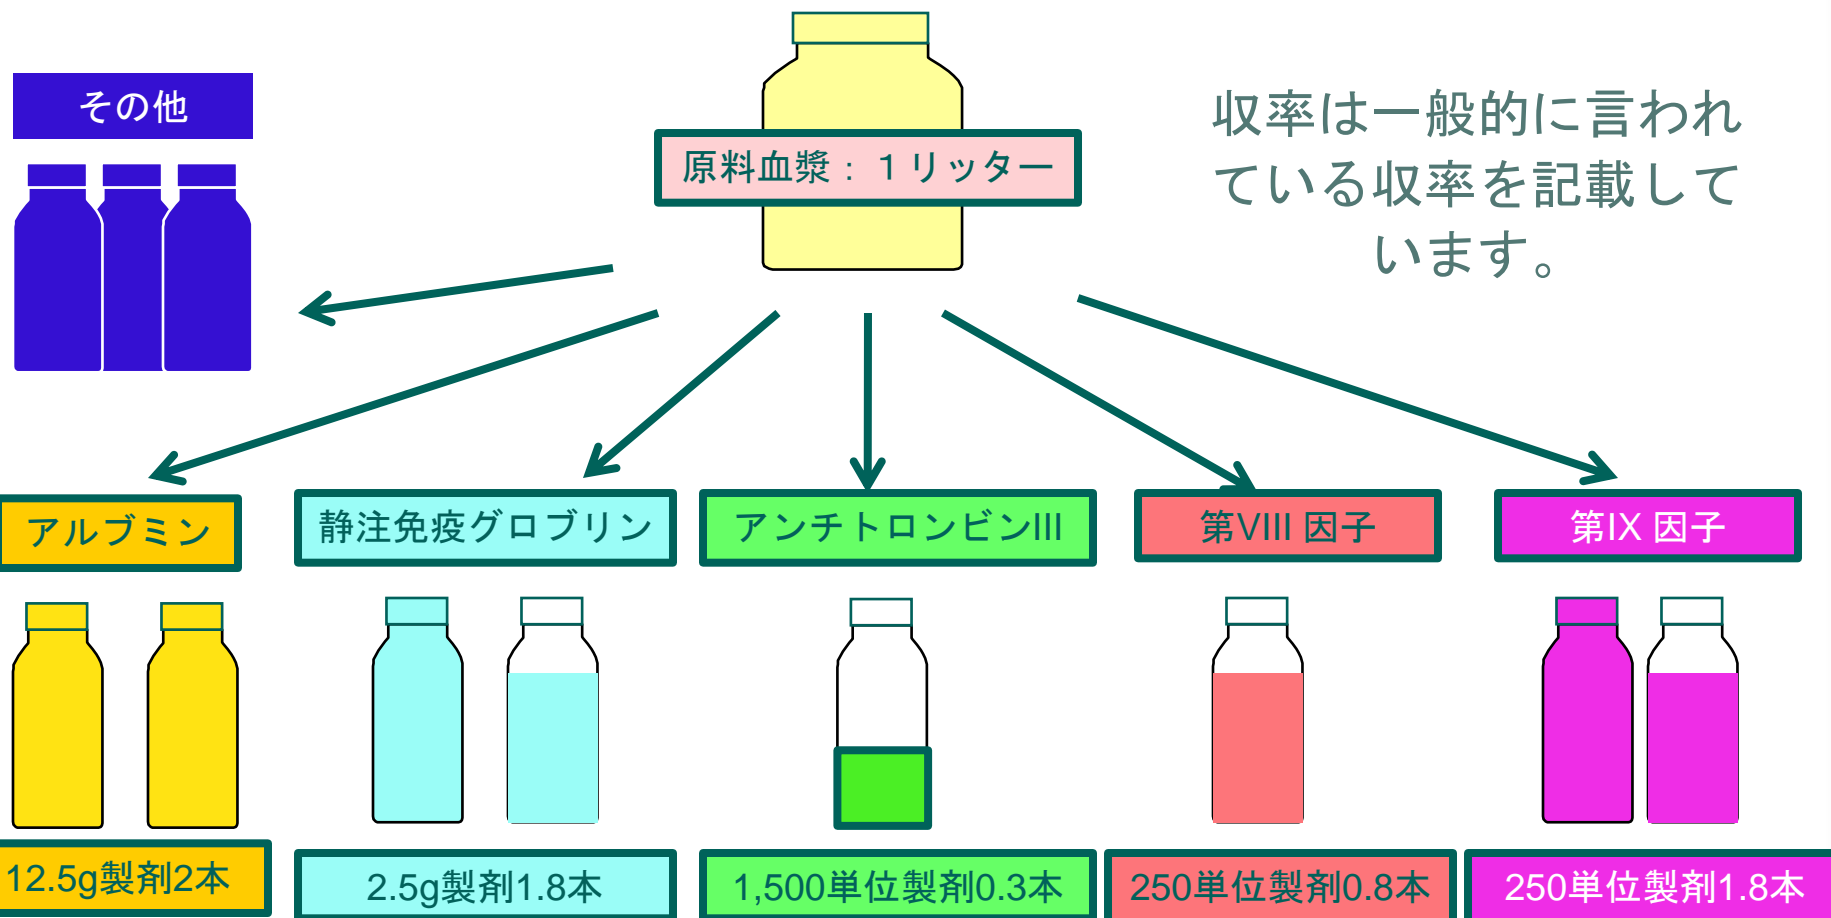 その他
原料血漿：１リッター
収率は一般的に言われ
ている収率を記載して
います。
アルブミン
静注免疫グロブリン
アンチトロンビンIII
第VIII 因子
第IX 因子
12.5g製剤2本
2.5g製剤1.8本
1,500単位製剤0.3本
250単位製剤0.8本
250単位製剤1.8本